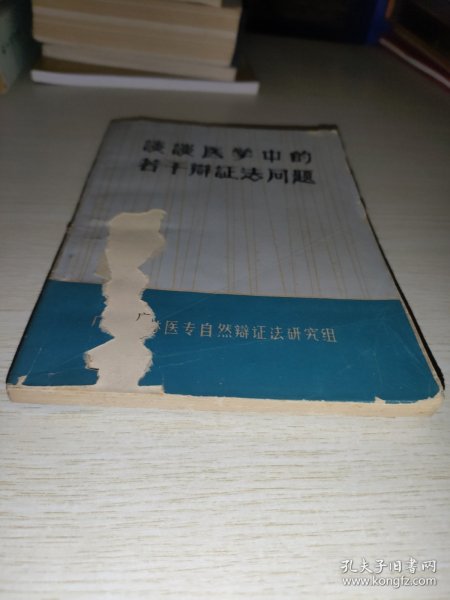 谈谈医学中的
若干辩证法问题
广 医专自然辩证法研究组
孔夫子旧书网
www.kongfz.com